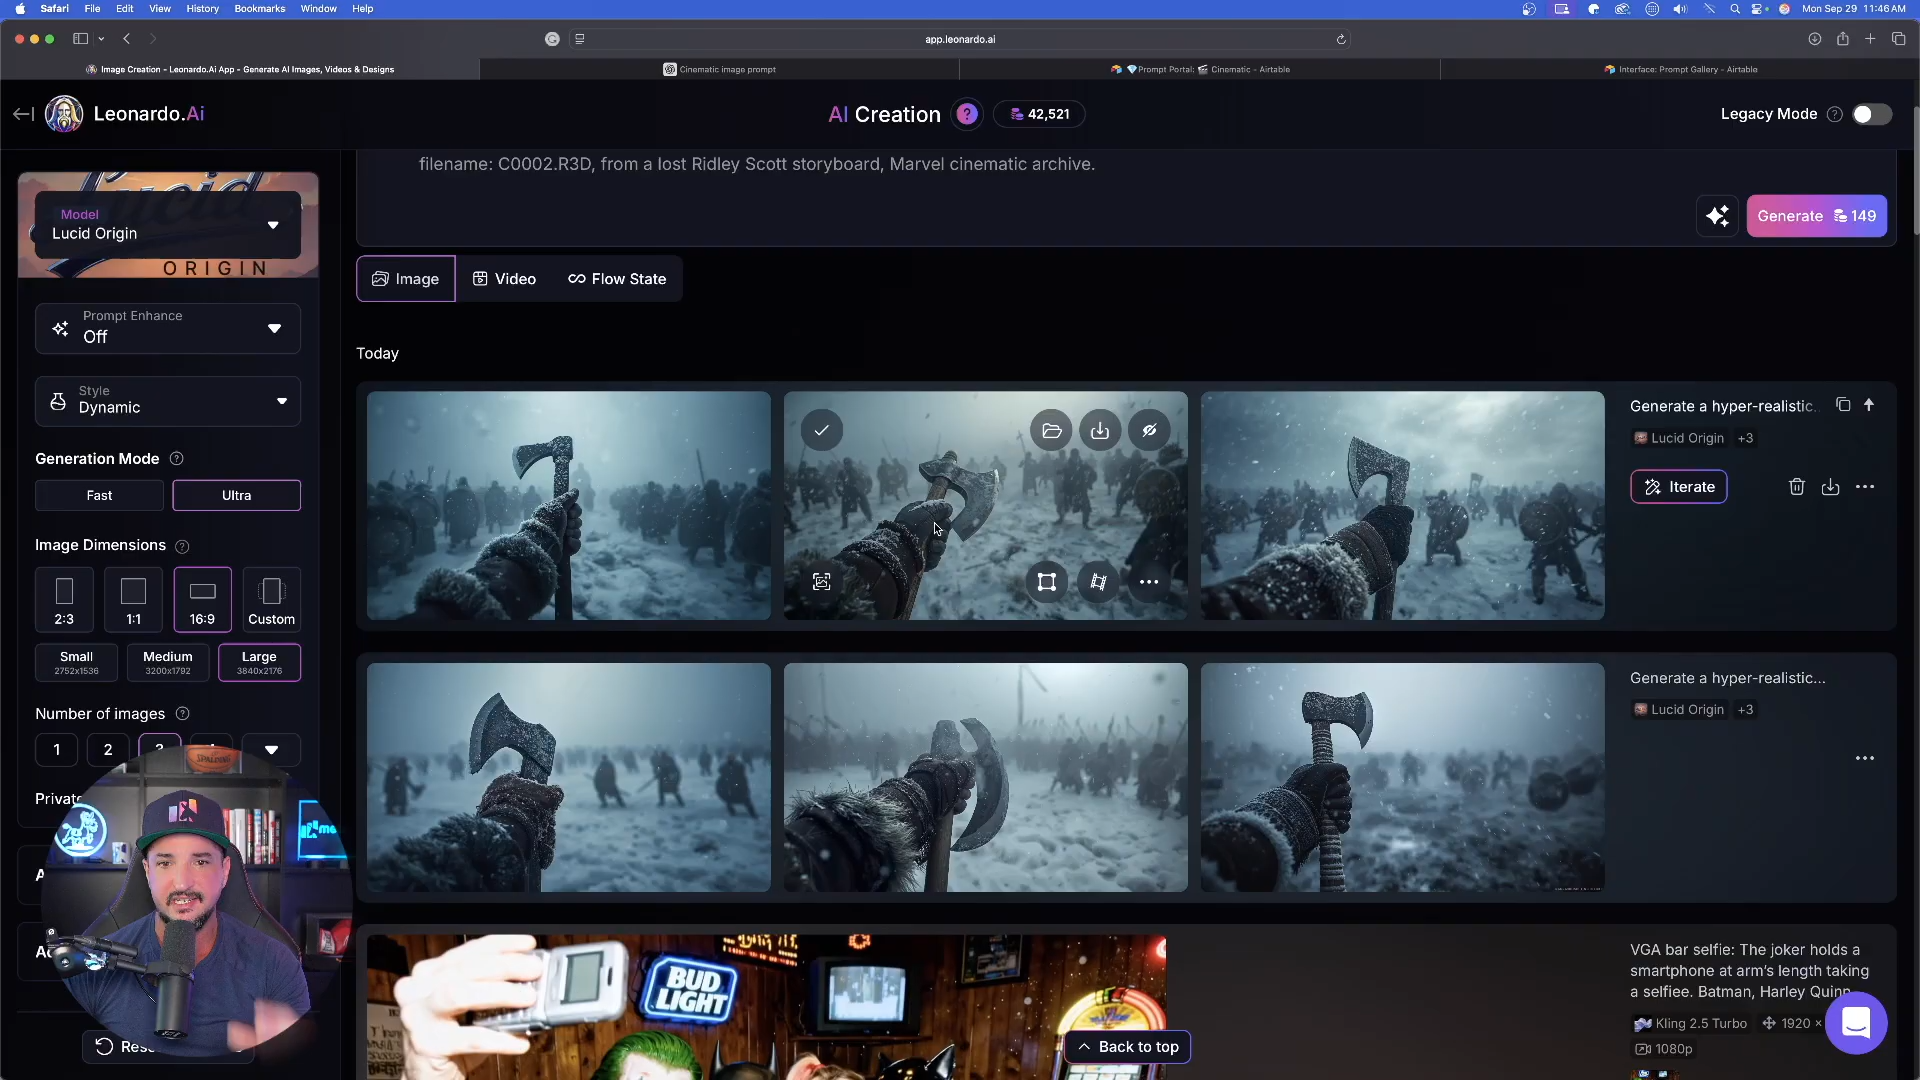 Safari File Edit View History Bookmarks Window Help
Mon Sep 29 11:46 AM
app.leonardo.ai
Image Creation - Leonardo.Ai App - Generate AI Images, Videos & Designs
Cinematic image prompt
💎Prompt Portal: 🎬 Cinematic - Airtable
Interface: Prompt Gallery - Airtable
Leonardo.Ai
AI Creation ? 42,521
Legacy Mode ?
filename: C0002.R3D, from a lost Ridley Scott storyboard, Marvel cinematic archive.
Generate 149
Lucid
Model
Lucid Origin
ORIGIN
Image
Video
Flow State
Prompt Enhance
Off
Style
Dynamic
Today
Generation Mode ?
Fast
Ultra
Image Dimensions ?
2:3
1:1
16:9
Custom
Small
2752x1536
Medium
3200x1792
Large
3840x2176
Number of images ?
1
2
3
Private
A
Res
Generate a hyper-realistic...
Lucid Origin +3
Iterate
Generate a hyper-realistic...
Lucid Origin +3
SPALDING
BUD
LIGHT
VGA bar selfie: The joker holds a
smartphone at arm's length taking
a selfiee. Batman, Harley Quinn,
Kling 2.5 Turbo 1920 ×
1080p
Back to top